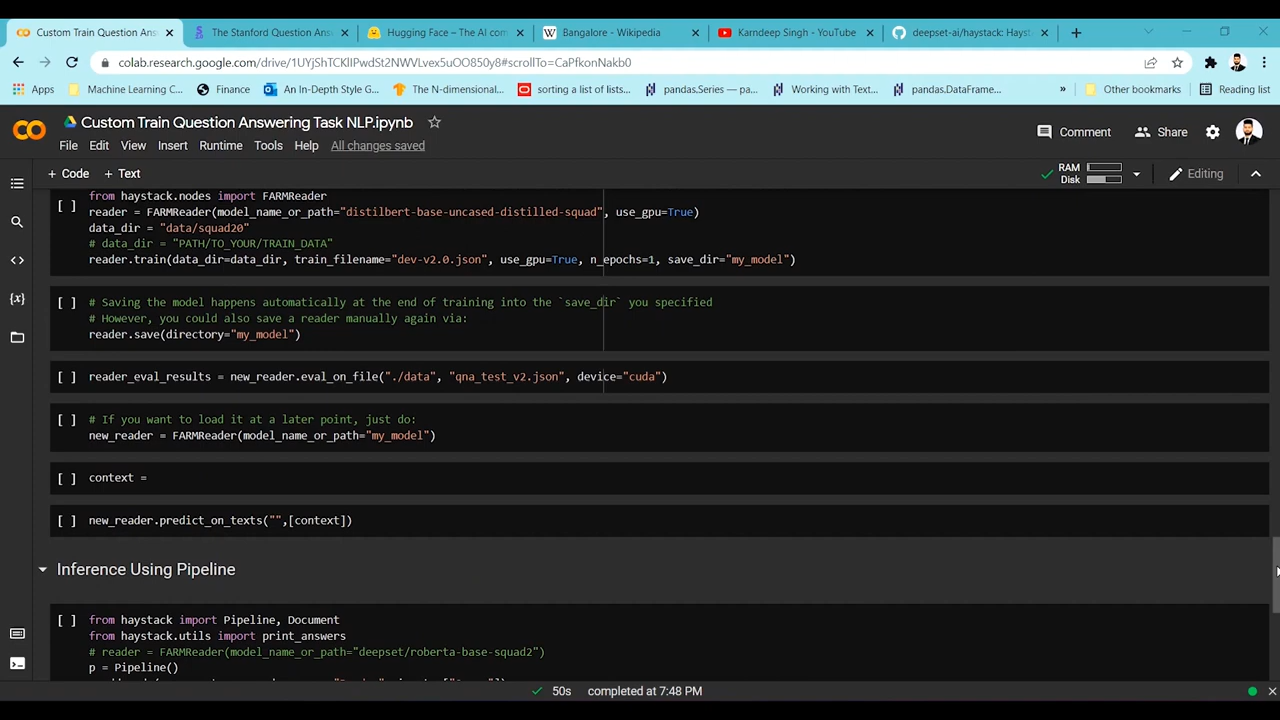 Custom Train Question Answering Task NLP.ipynb
The Stanford Question Ans
Hugging Face – The AI com
Bangalore - Wikipedia
Karndeep Singh - YouTube
deepset-ai/haystack: Hayst
colab.research.google.com/drive/1UYjShTCKlIPwdSt2NWVLvex5uOO850y8#scrollTo=CaPfkonNakb0
Apps
Machine Learning C...
Finance
An In-Depth Style G...
The N-dimensional...
sorting a list of lists...
pandas.Series — pa...
Working with Text...
pandas.DataFrame...
»
Other bookmarks
Reading list
Custom Train Question Answering Task NLP.ipynb
Comment
Share
File Edit View Insert Runtime Tools Help All changes saved
+ Code + Text
RAM
Disk
Editing
from haystack.nodes import FARMReader
[ ] reader = FARMReader(model_name_or_path="distilbert-base-uncased-distilled-squad", use_gpu=True)
data_dir = "data/squad20"
# data_dir = "PATH/TO_YOUR/TRAIN_DATA"
reader.train(data_dir=data_dir, train_filename="dev-v2.0.json", use_gpu=True, n_epochs=1, save_dir="my_model")
[ ] # Saving the model happens automatically at the end of training into the `save_dir` you specified
# However, you could also save a reader manually again via:
reader.save(directory="my_model")
[ ] reader_eval_results = new_reader.eval_on_file("./data", "qna_test_v2.json", device="cuda")
[ ] # If you want to load it at a later point, just do:
new_reader = FARMReader(model_name_or_path="my_model")
[ ] context =
[ ] new_reader.predict_on_texts("",[context])
Inference Using Pipeline
[ ] from haystack import Pipeline, Document
from haystack.utils import print_answers
# reader = FARMReader(model_name_or_path="deepset/roberta-base-squad2")
p = Pipeline()
50s completed at 7:48 PM